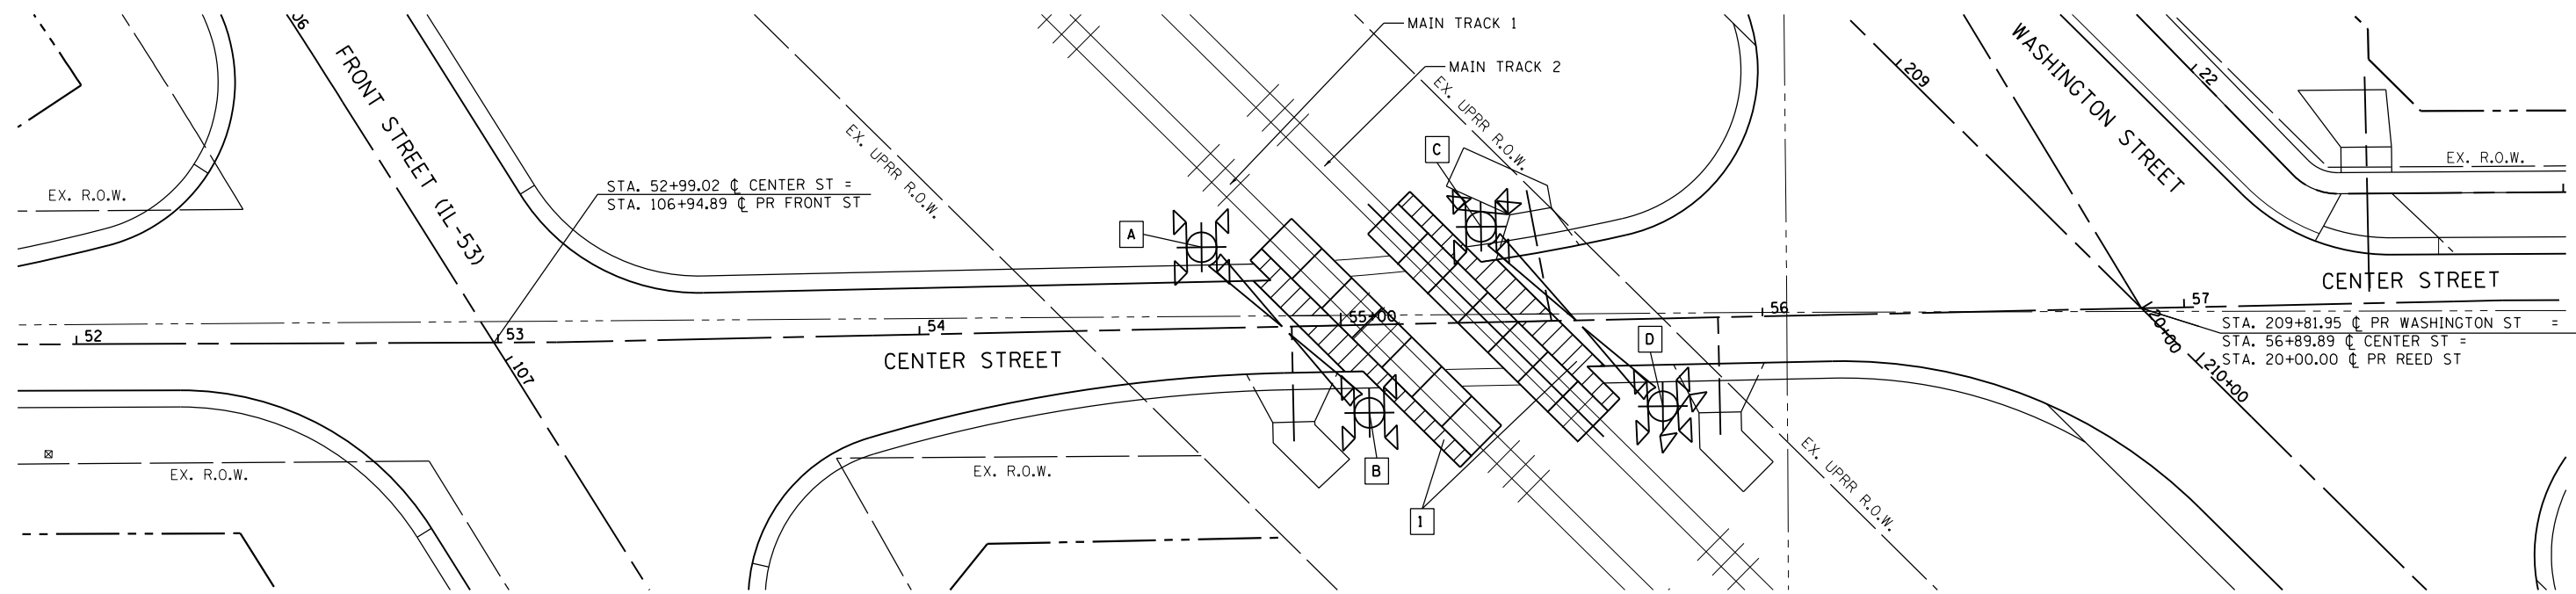 06
FRONT STREET (IL-53)
EX. R.O.W.
STA. 52+99.02 ℄ CENTER ST =
STA. 106+94.89 ℄ PR FRONT ST
EX. UPRR R.O.W.
MAIN TRACK 1
MAIN TRACK 2
EX. UPRR R.O.W.
A
C
209
WASHINGTON STREET
22
EX. R.O.W.
CENTER STREET
52
53
54
55+00
56
57
107
CENTER STREET
D
20+00
210+00
STA. 209+81.95 ℄ PR WASHINGTON ST =
STA. 56+89.89 ℄ CENTER ST =
STA. 20+00.00 ℄ PR REED ST
EX. R.O.W.
EX. R.O.W.
B
1
EX. UPRR R.O.W.